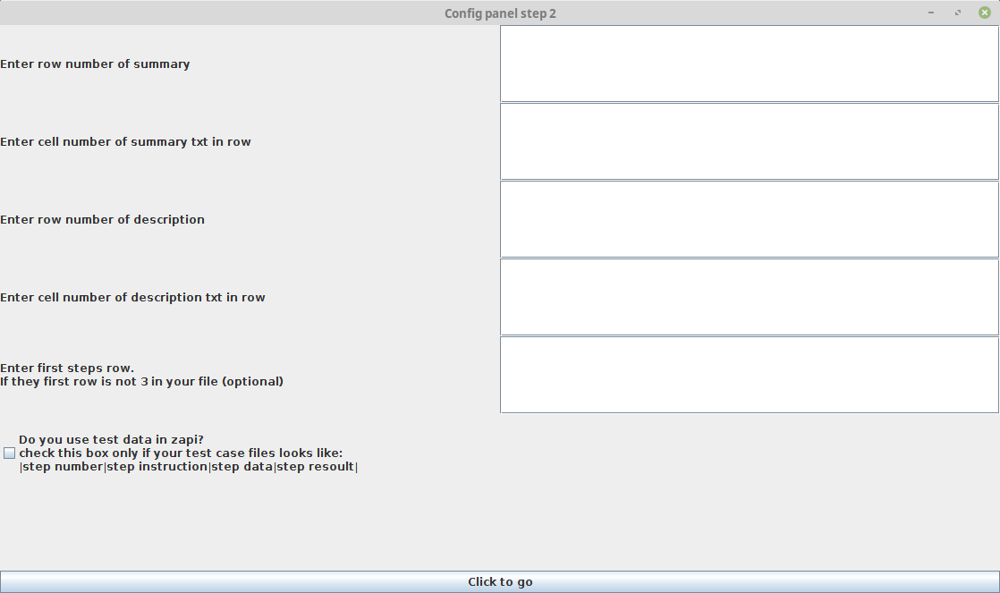 Config panel step 2
Enter row number of summary
Enter cell number of summary txt in row
Enter row number of description
Enter cell number of description txt in row
Enter first steps row.
If they first row is not 3 in your file (optional)
Do you use test data in zapi?
check this box only if your test case files looks like:
|step number|step instruction|step data|step resoult|
Click to go